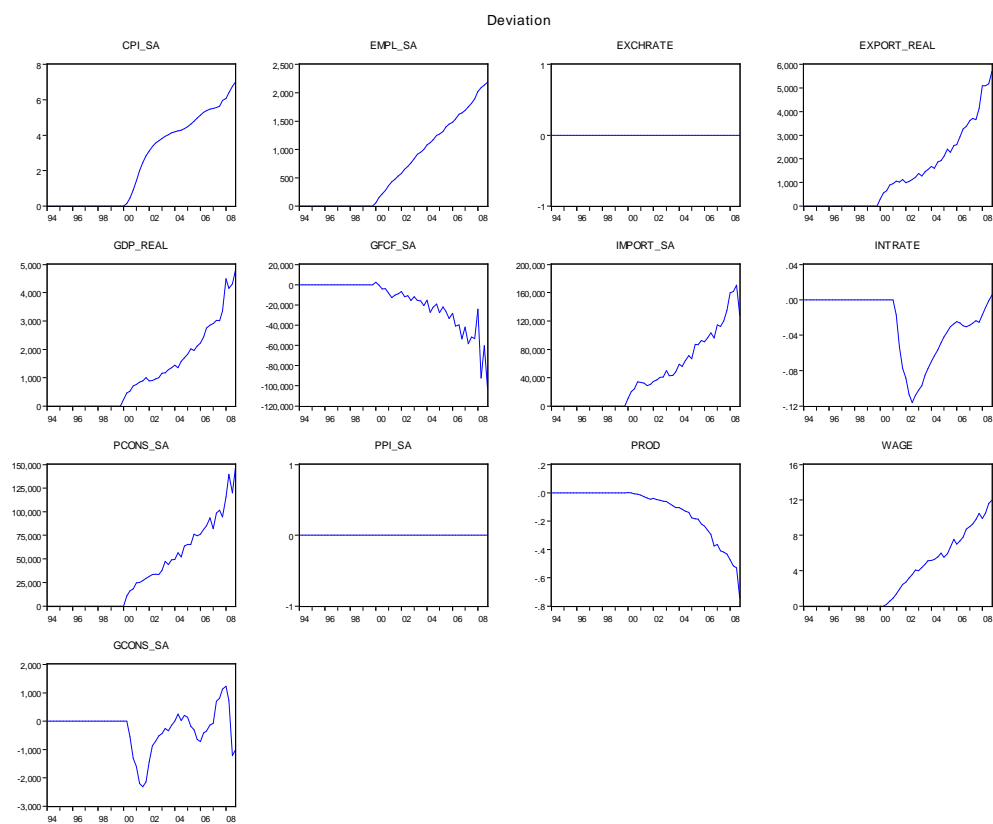 Deviation
CPI_SA
8
6
4
2
0
94 96 98 00 02 04 06 08
EMPL_SA
2,500
2,000
1,500
1,000
500
0
94 96 98 00 02 04 06 08
EXCHRATE
1
0
-1
94 96 98 00 02 04 06 08
EXPORT_REAL
6,000
5,000
4,000
3,000
2,000
1,000
0
94 96 98 00 02 04 06 08
GDP_REAL
5,000
4,000
3,000
2,000
1,000
0
94 96 98 00 02 04 06 08
GFCF_SA
20,000
0
-20,000
-40,000
-60,000
-80,000
-100,000
-120,000
94 96 98 00 02 04 06 08
IMPORT_SA
200,000
160,000
120,000
80,000
40,000
0
94 96 98 00 02 04 06 08
INTRATE
.04
.00
-.04
-.08
-.12
94 96 98 00 02 04 06 08
PCONS_SA
150,000
125,000
100,000
75,000
50,000
25,000
0
94 96 98 00 02 04 06 08
PPI_SA
1
0
-1
94 96 98 00 02 04 06 08
PROD
.2
.0
-.2
-.4
-.6
-.8
94 96 98 00 02 04 06 08
WAGE
16
12
8
4
0
94 96 98 00 02 04 06 08
GCONS_SA
2,000
1,000
0
-1,000
-2,000
-3,000
94 96 98 00 02 04 06 08